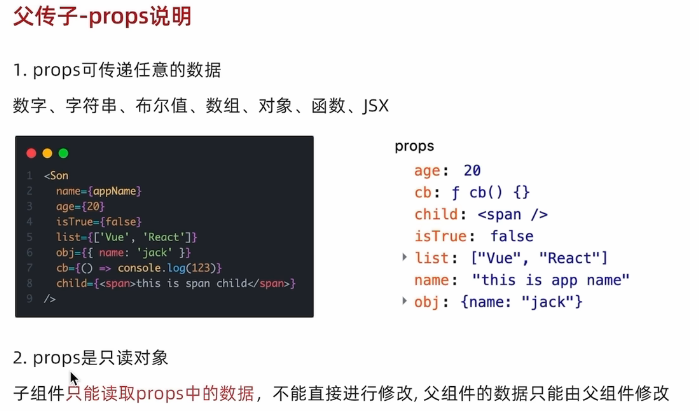 父传子-props说明
1. props可传递任意的数据
数字、字符串、布尔值、数组、对象、函数、JSX
1 <Son
2 name={appName}
3 age={20}
4 isTrue={false}
5 list={['Vue', 'React']}
6 obj={{ name: 'jack' }}
7 cb={() => console.log(123)}
8 child={<span>this is span child</span>}
9 />
props
age: 20
cb: ƒ cb() {}
child: <span />
isTrue: false
list: ["Vue", "React"]
name: "this is app name"
obj: {name: "jack"}
2. props是只读对象
子组件只能读取props中的数据，不能直接进行修改, 父组件的数据只能由父组件修改